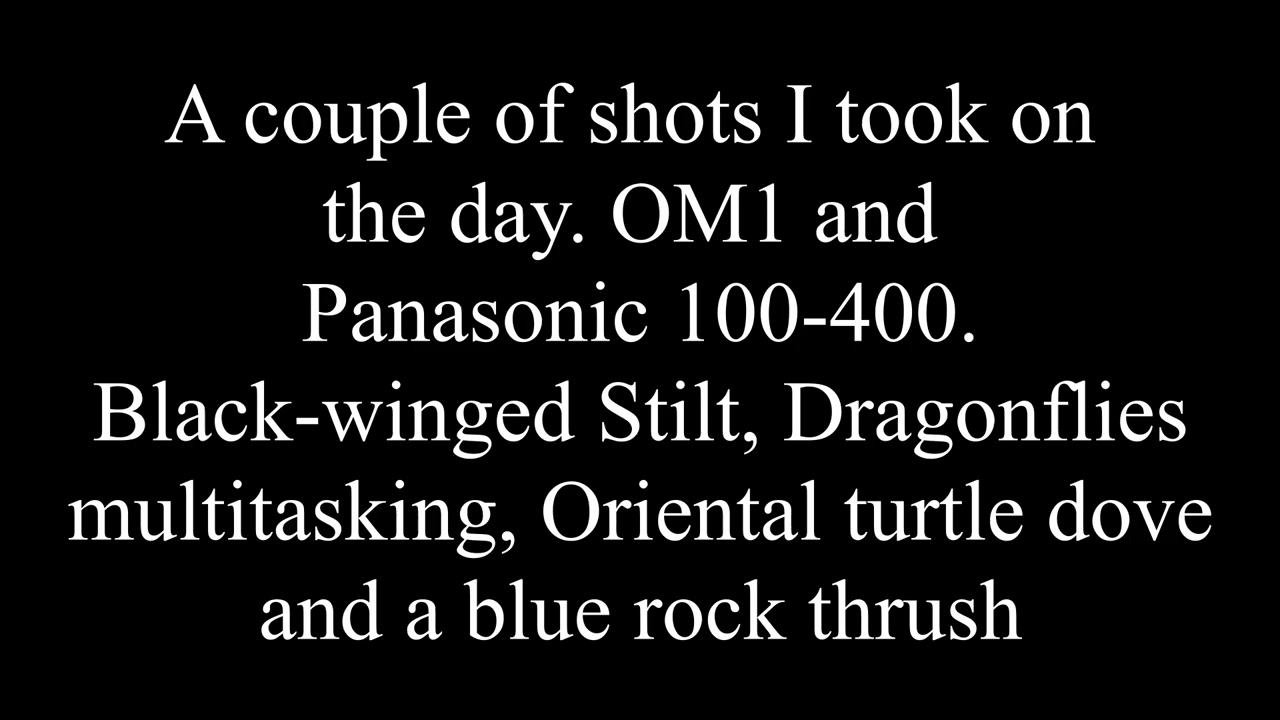 A couple of shots I took on
the day. OM1 and
Panasonic 100-400.
Black-winged Stilt, Dragonflies
multitasking, Oriental turtle dove
and a blue rock thrush